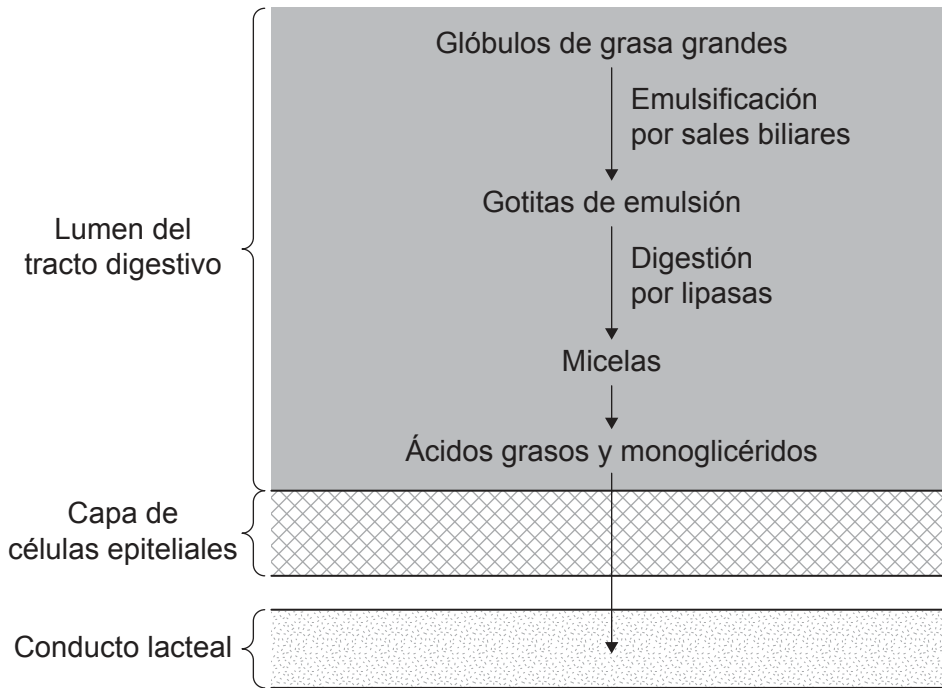 Glóbulos de grasa grandes
Emulsificación
por sales biliares
Gotitas de emulsión
Lumen del
tracto digestivo
Digestión
por lipasas
Micelas
Ácidos grasos y monoglicéridos
Capa de
células epiteliales
Conducto lacteal